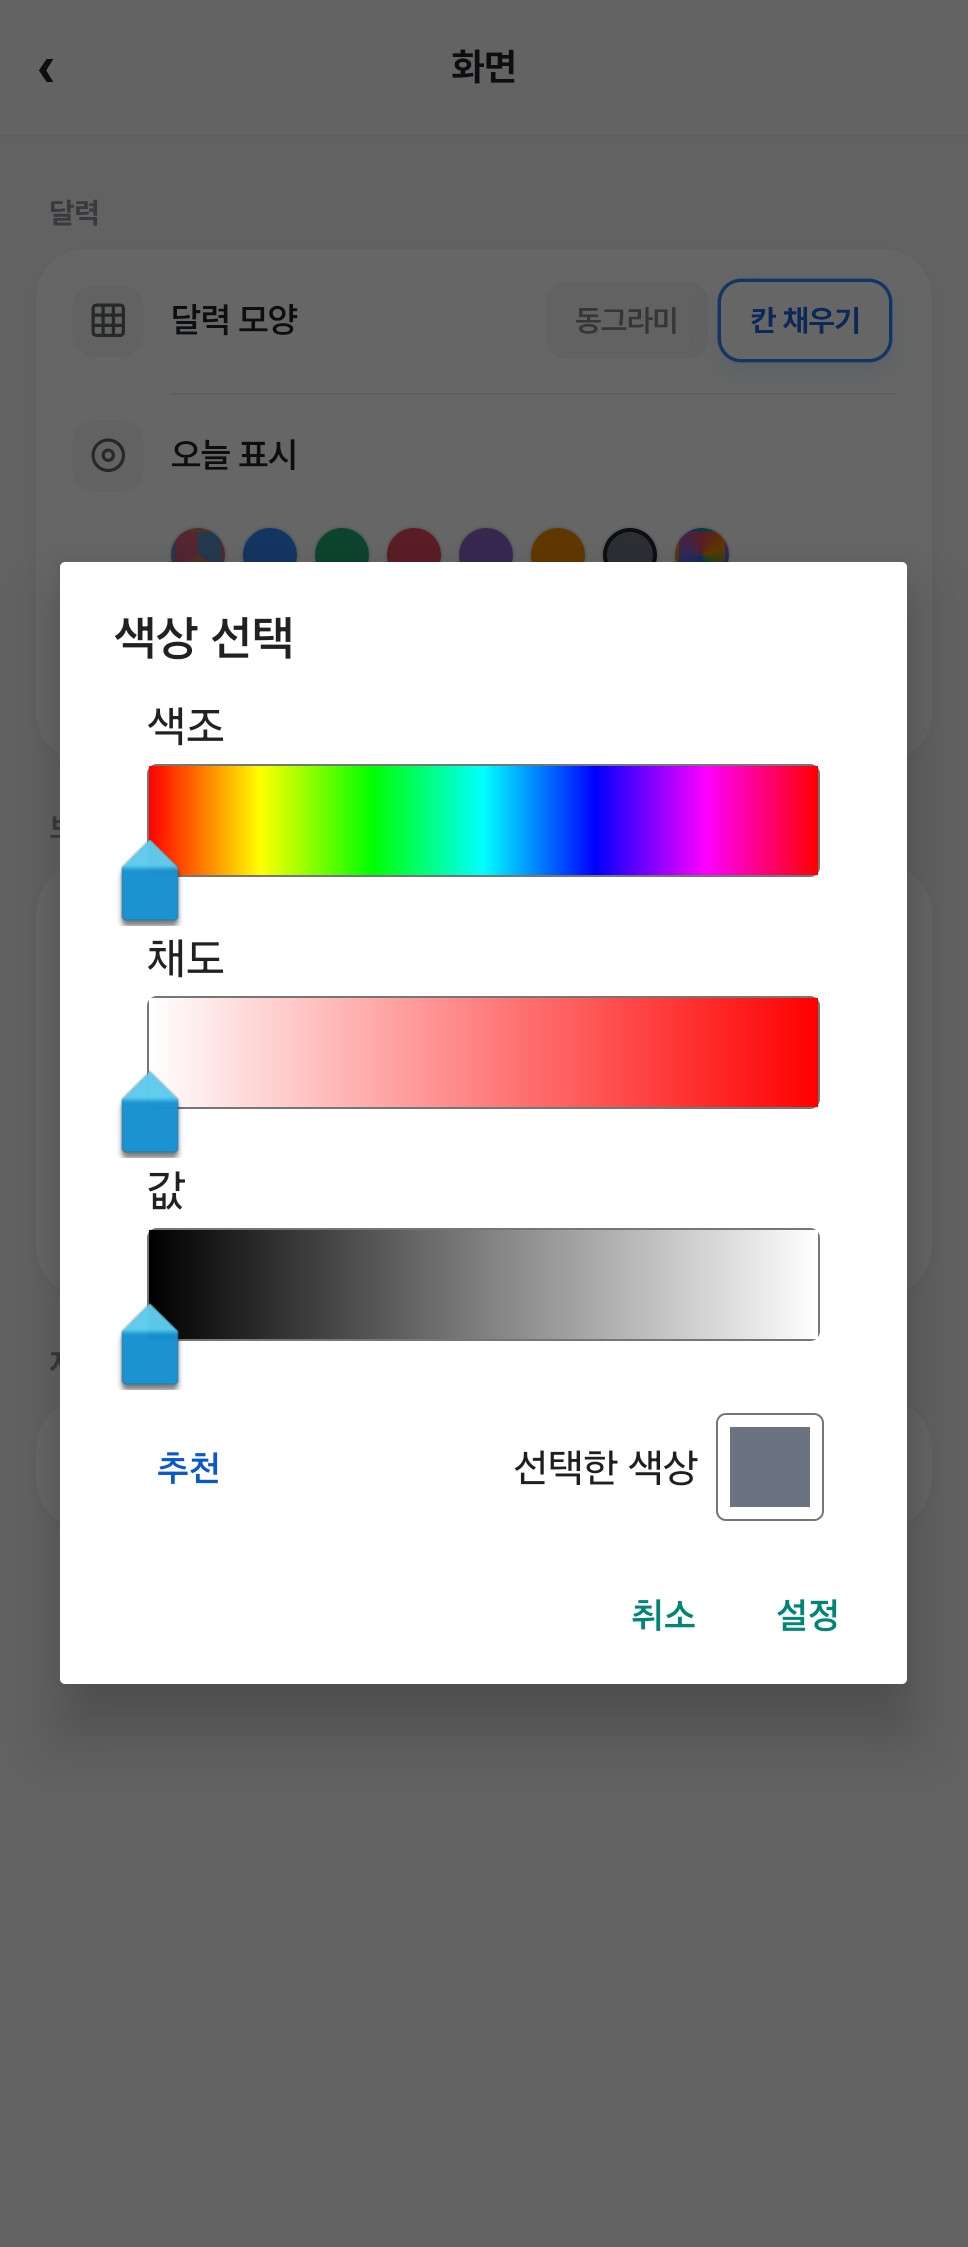 화면
달력
달력 모양
동그라미
칸 채우기
오늘 표시
색상 선택
색조
채도
값
추천
선택한 색상
취소
설정